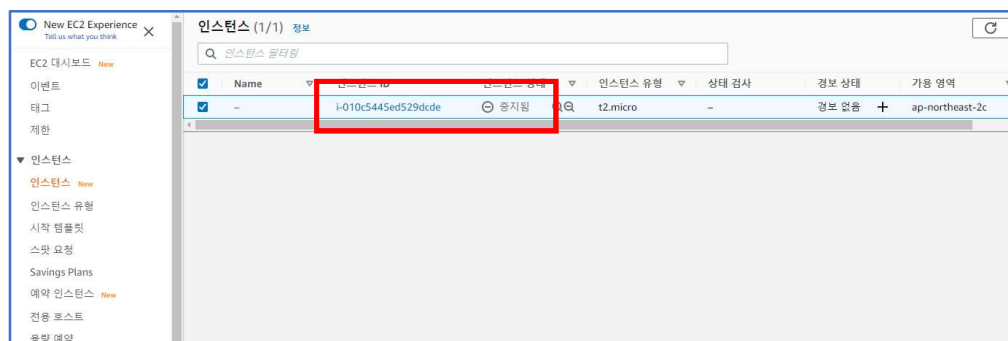 New EC2 Experience
Tell us what you think
EC2 대시보드 New
이벤트
태그
제한
인스턴스
인스턴스 New
인스턴스 유형
시작 템플릿
스팟 요청
Savings Plans
예약 인스턴스 New
전용 호스트
용량 예약
인스턴스 (1/1) 정보
인스턴스 필터링
Name 인스턴스 ID 인스턴스 상태 인스턴스 유형 상태 검사 경보 상태 가용 영역
– i-010c5445ed529dcde 중지됨 t2.micro – 경보 없음 ap-northeast-2c